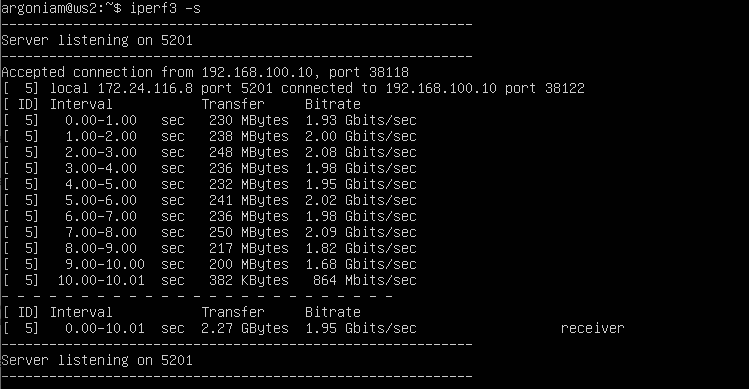 argoniam@ws2:~$ iperf3 -s
-----------------------------------------------------------
Server listening on 5201
-----------------------------------------------------------
Accepted connection from 192.168.100.10, port 38118
[  5] local 172.24.116.8 port 5201 connected to 192.168.100.10 port 38122
[ ID] Interval           Transfer     Bitrate
[  5]   0.00-1.00   sec   230 MBytes  1.93 Gbits/sec
[  5]   1.00-2.00   sec   238 MBytes  2.00 Gbits/sec
[  5]   2.00-3.00   sec   248 MBytes  2.08 Gbits/sec
[  5]   3.00-4.00   sec   236 MBytes  1.98 Gbits/sec
[  5]   4.00-5.00   sec   232 MBytes  1.95 Gbits/sec
[  5]   5.00-6.00   sec   241 MBytes  2.02 Gbits/sec
[  5]   6.00-7.00   sec   236 MBytes  1.98 Gbits/sec
[  5]   7.00-8.00   sec   250 MBytes  2.09 Gbits/sec
[  5]   8.00-9.00   sec   217 MBytes  1.82 Gbits/sec
[  5]   9.00-10.00  sec   200 MBytes  1.68 Gbits/sec
[  5]  10.00-10.01  sec   382 KBytes   864 Mbits/sec
- - - - - - - - - - - - - - - - - - - - - - - - -
[ ID] Interval           Transfer     Bitrate
[  5]   0.00-10.01  sec  2.27 GBytes  1.95 Gbits/sec                  receiver
-----------------------------------------------------------
Server listening on 5201
-----------------------------------------------------------